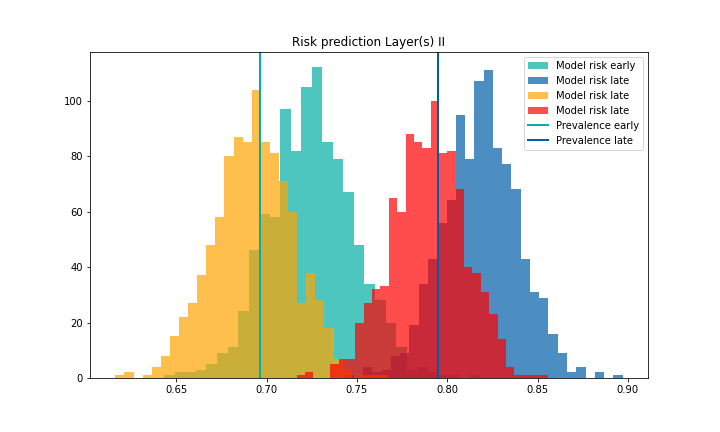 Risk prediction Layer(s) II
Model risk early
Model risk late
Model risk late
Model risk late
Prevalence early
Prevalence late
100
80
60
40
20
0
0.65 0.70 0.75 0.80 0.85 0.90